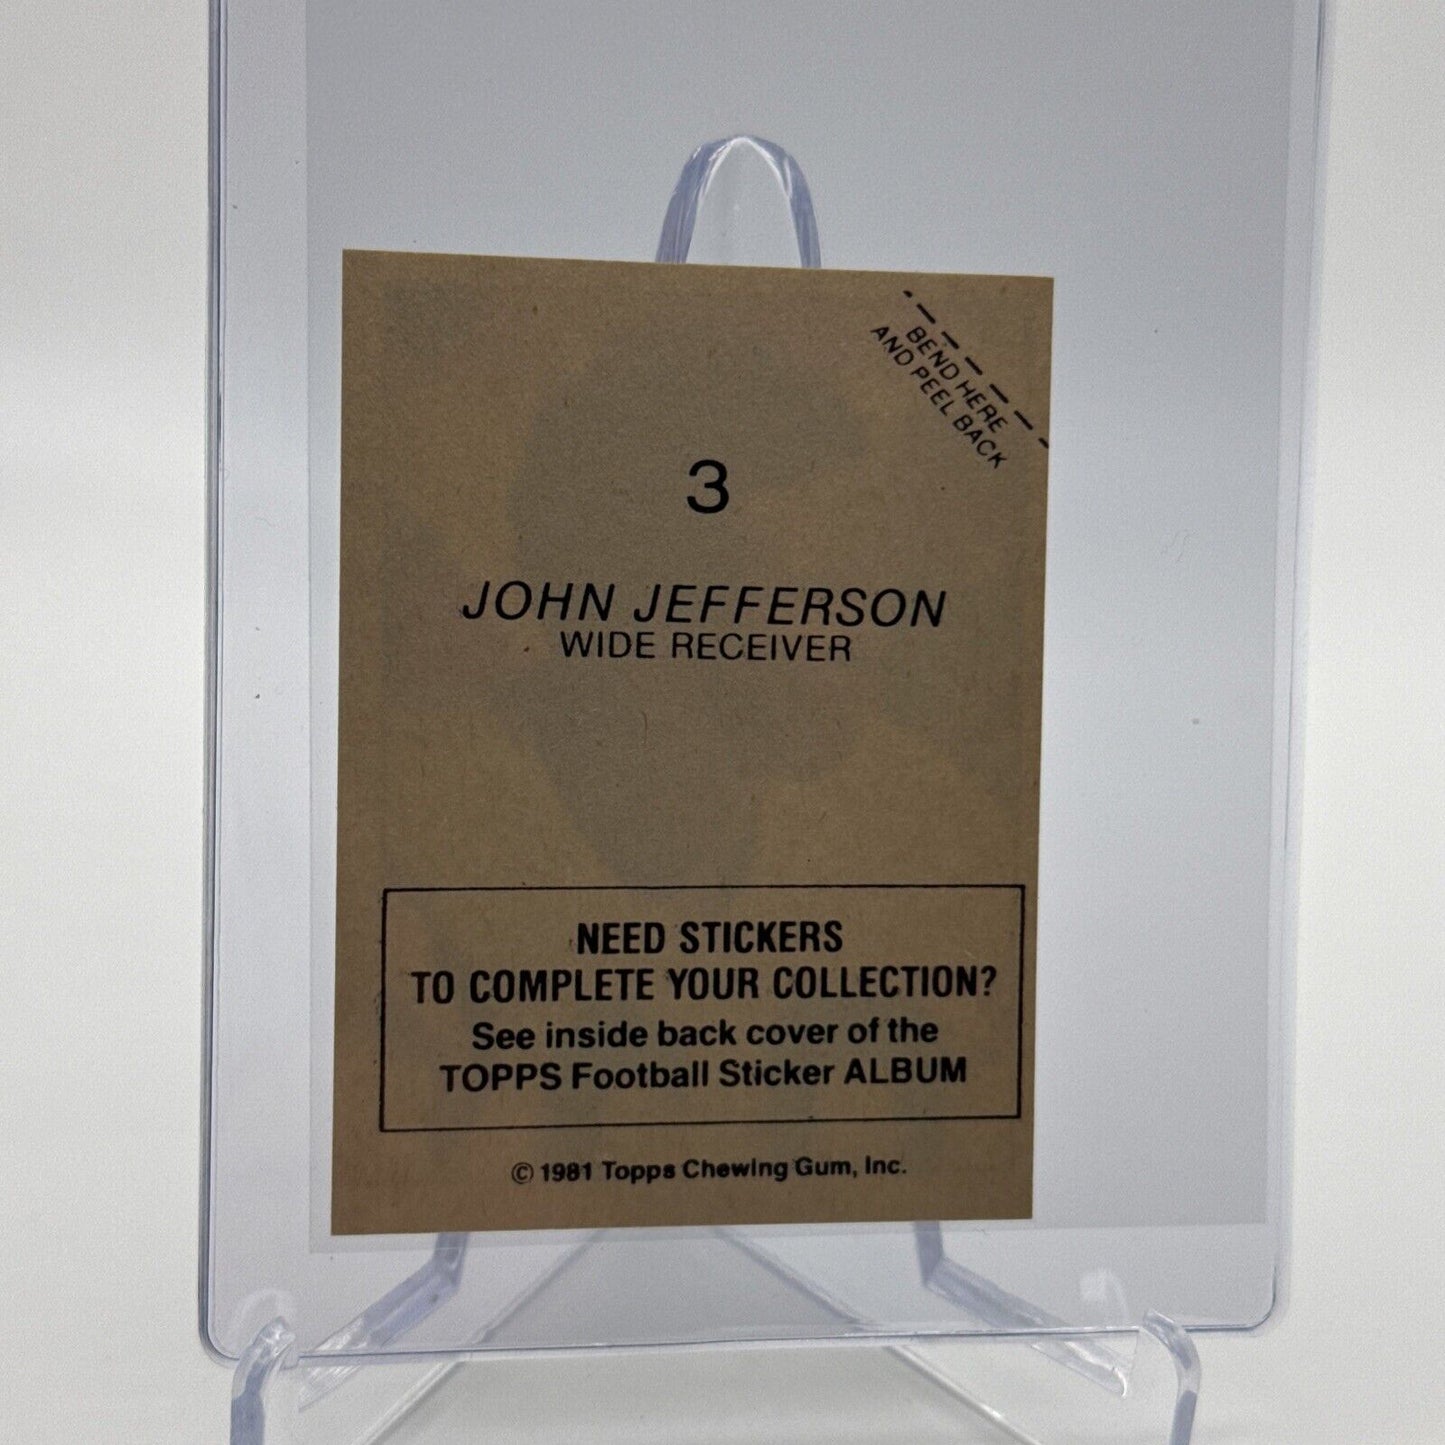 BEND HERE
AND PEEL BACK
3
JOHN JEFFERSON
WIDE RECEIVER
NEED STICKERS
TO COMPLETE YOUR COLLECTION?
See inside back cover of the
TOPPS Football Sticker ALBUM
© 1981 Topps Chewing Gum, Inc.